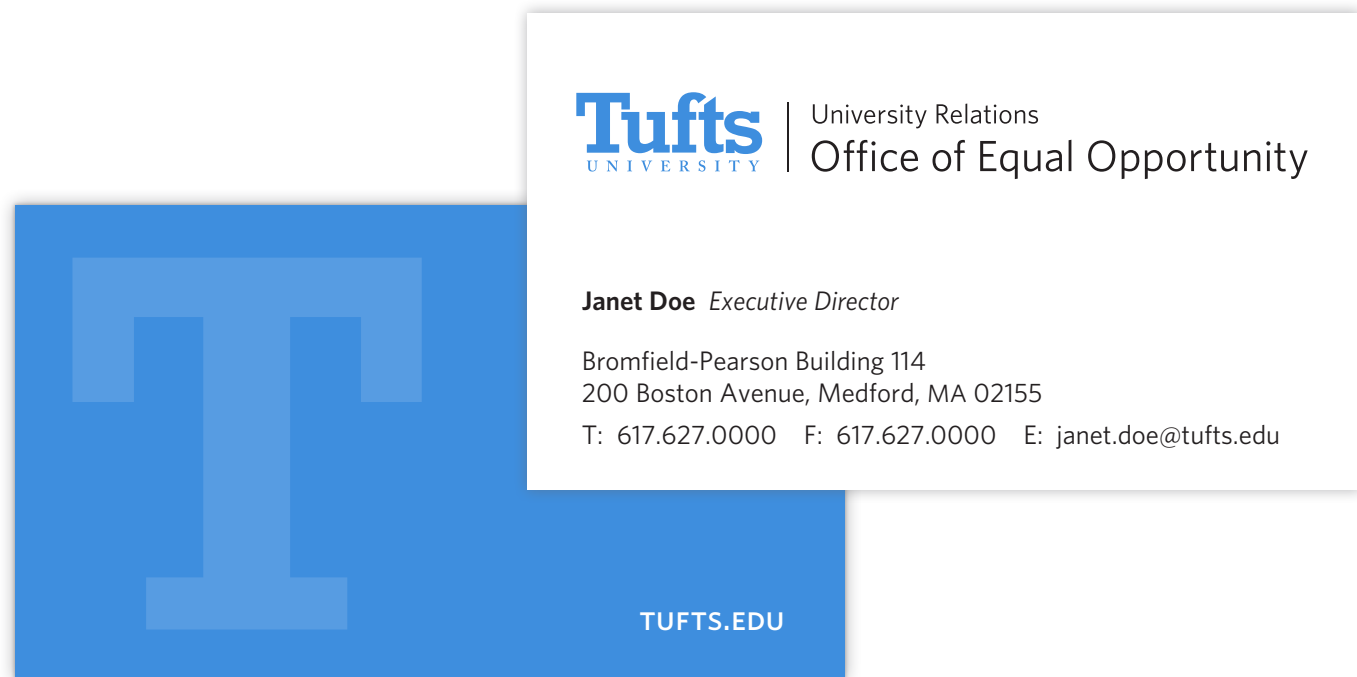 Tufts
UNIVERSITY
University Relations
Office of Equal Opportunity
Janet Doe Executive Director
Bromfield-Pearson Building 114
200 Boston Avenue, Medford, MA 02155
T: 617.627.0000 F: 617.627.0000 E: janet.doe@tufts.edu
T
TUFTS.EDU